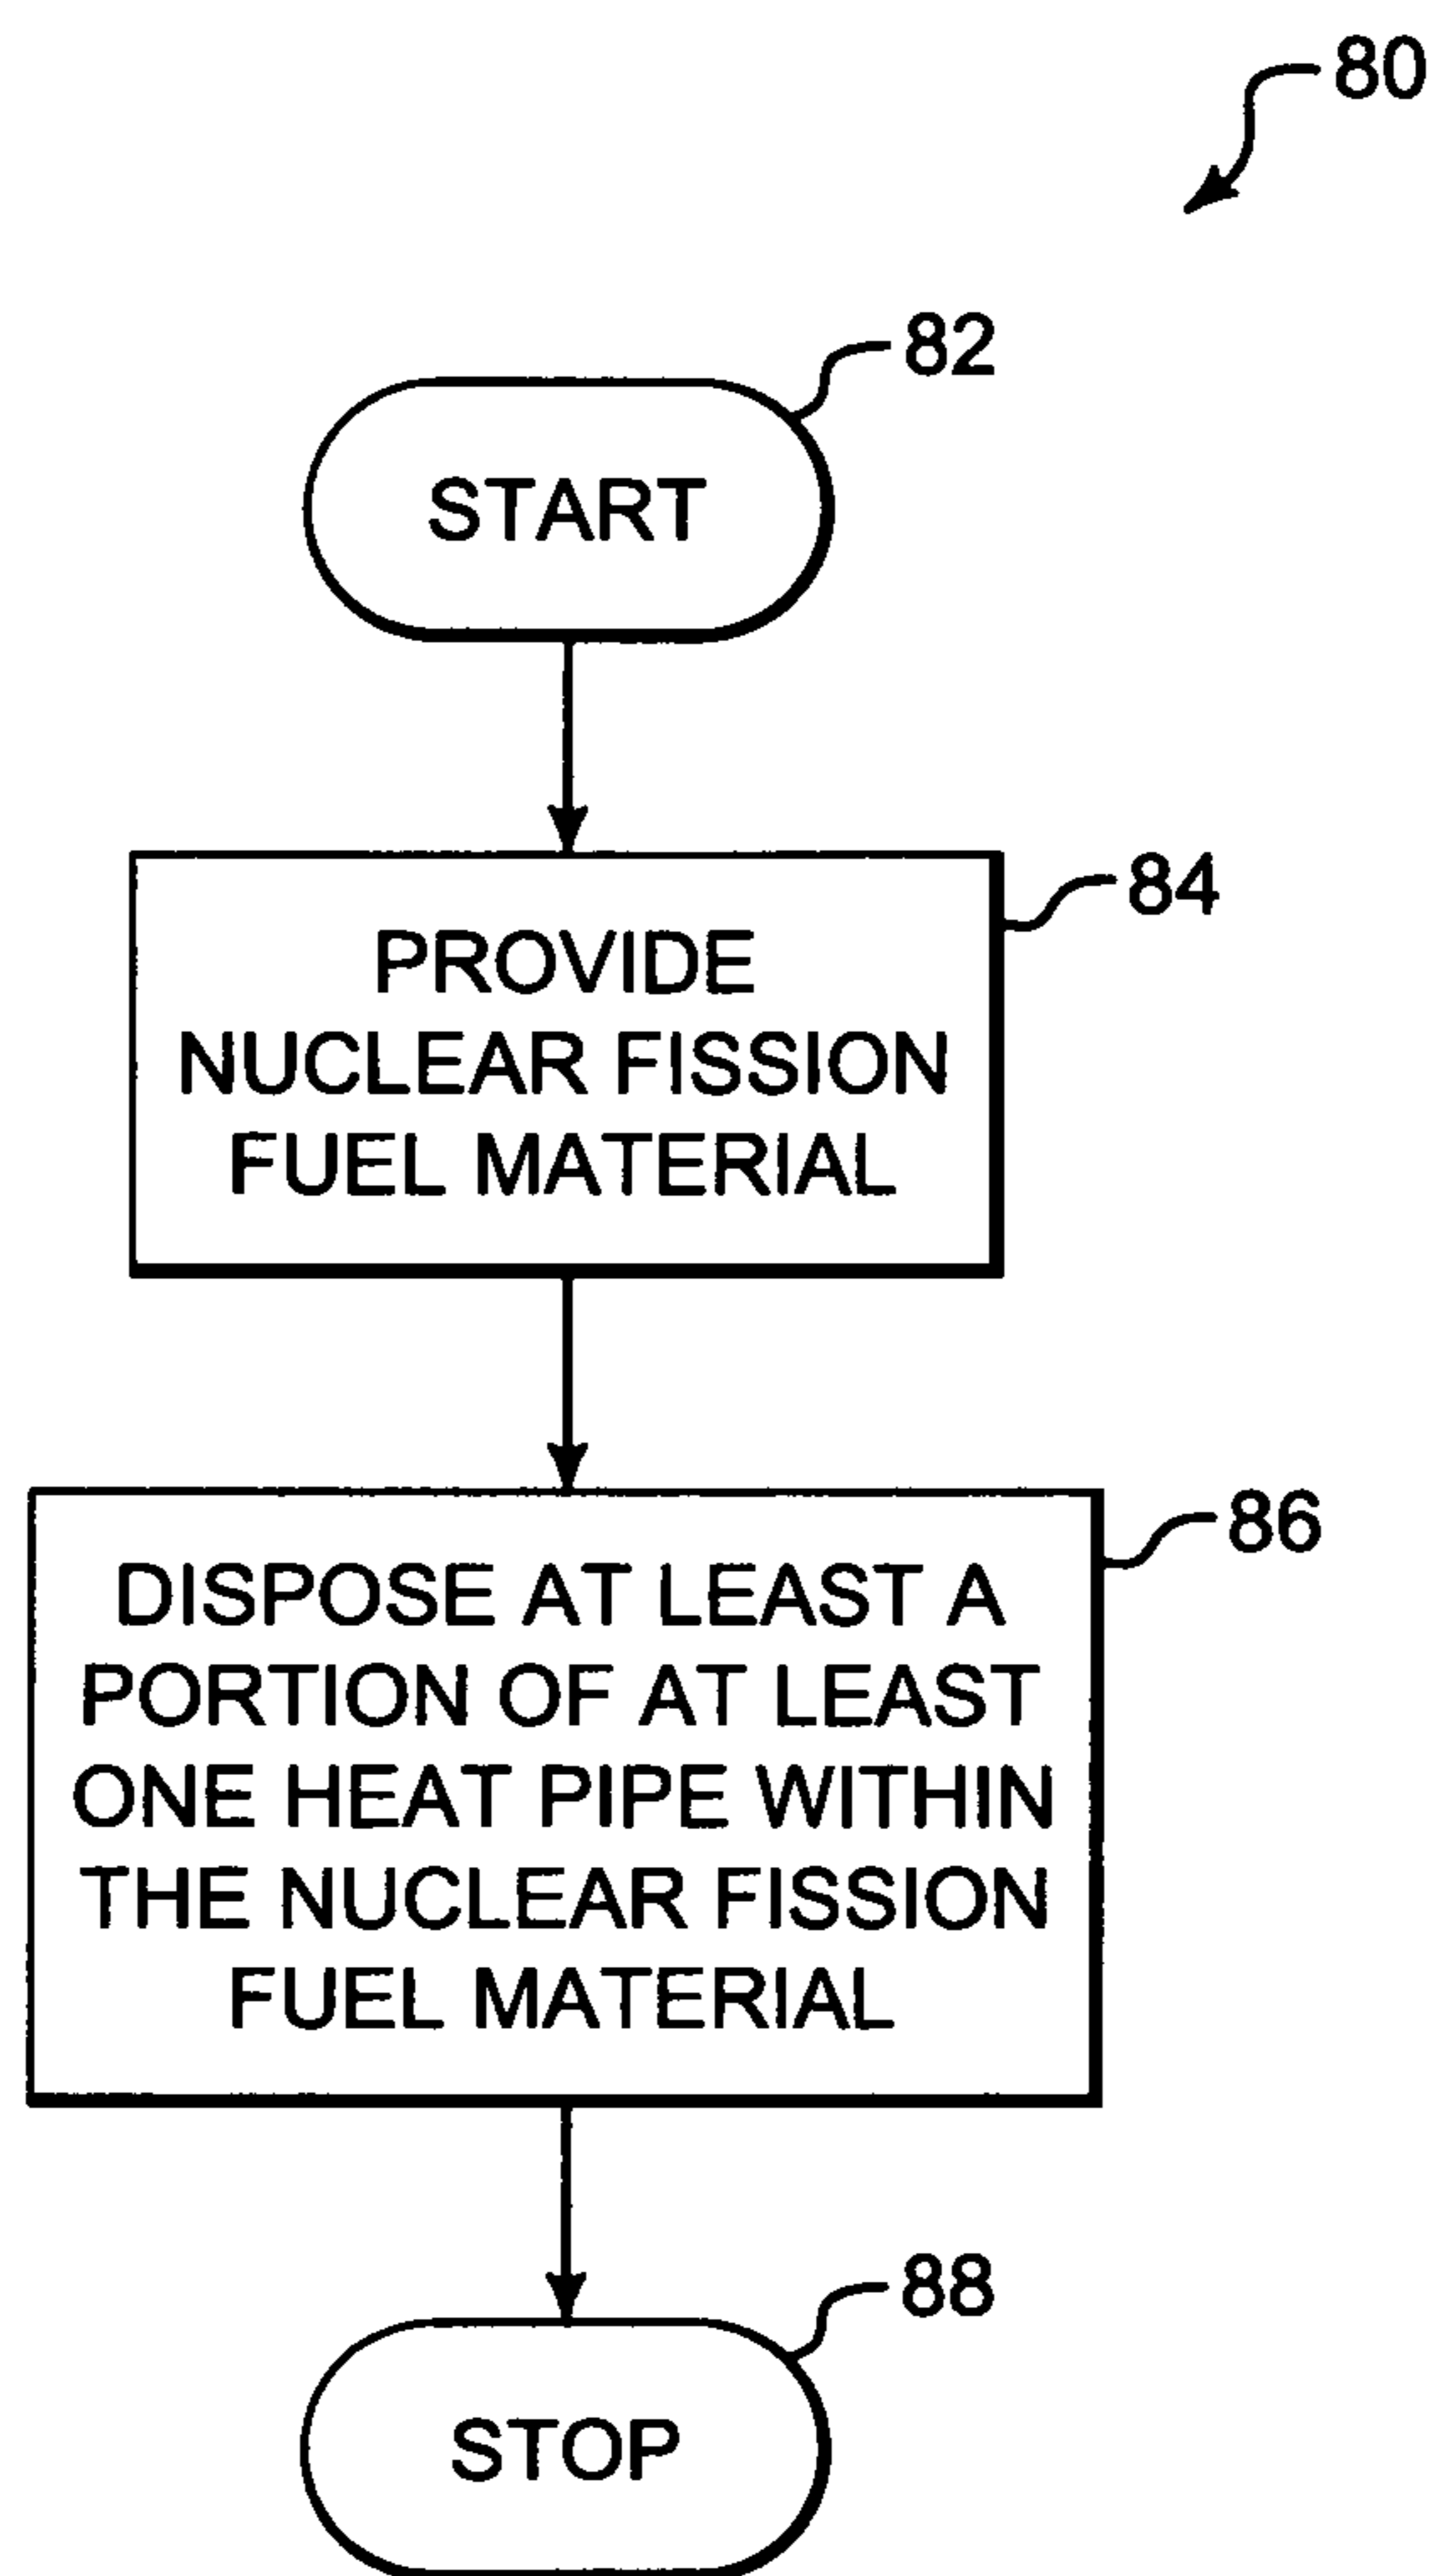 80
82
START
84
PROVIDE
NUCLEAR FISSION
FUEL MATERIAL
86
DISPOSE AT LEAST A
PORTION OF AT LEAST
ONE HEAT PIPE WITHIN
THE NUCLEAR FISSION
FUEL MATERIAL
88
STOP